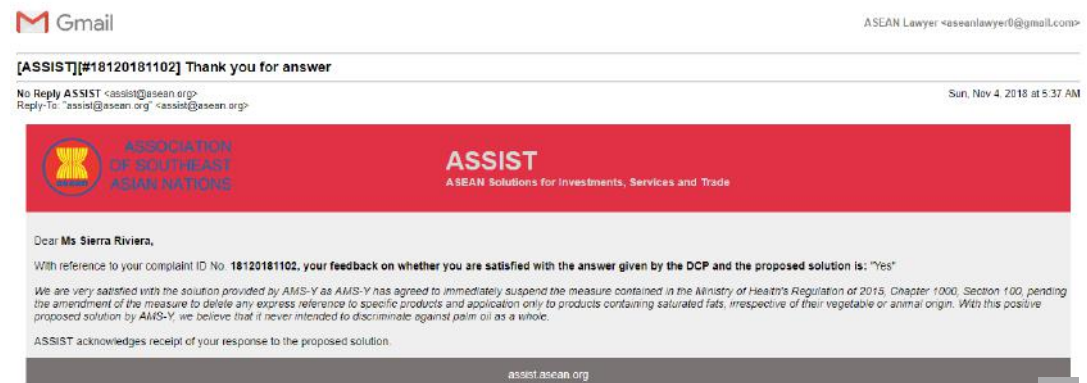 Gmail
ASEAN Lawyer <aseanlawyer0@gmail.com>
[ASSIST][#18120181102] Thank you for answer
No Reply ASSIST <assist@asean.org>
Sun, Nov 4, 2018 at 5:37 AM
Reply-To: "assist@asean.org" <assist@asean.org>
ASSOCIATION
OF SOUTHEAST
ASIAN NATIONS
ASSIST
ASEAN Solutions for Investments, Services and Trade
Dear Ms Sierra Riviera,
With reference to your complaint ID No. 18120181102, your feedback on whether you are satisfied with the answer given by the DCP and the proposed solution is: "Yes"
We are very satisfied with the solution provided by AMS-Y as AMS-Y has agreed to immediately suspend the measure contained in the Ministry of Health's Regulation of 2015, Chapter 1000, Section 100, pending
the amendment of the measure to delete any express reference to specific products and application only to products containing saturated fats, irrespective of their vegetable or animal origin. With this positive
proposed solution by AMS-Y, we believe that it never intended to discriminate against palm oil as a whole.
ASSIST acknowledges receipt of your response to the proposed solution.
assist.asean.org